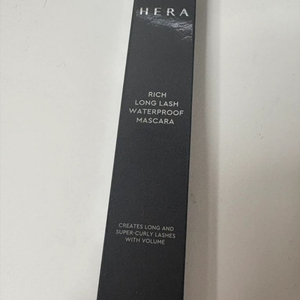 HERA
RICH
LONG LASH
WATERPROOF
MASCARA
CREATES LONG AND
SUPER CURLY LASHES
WITH VOLUME